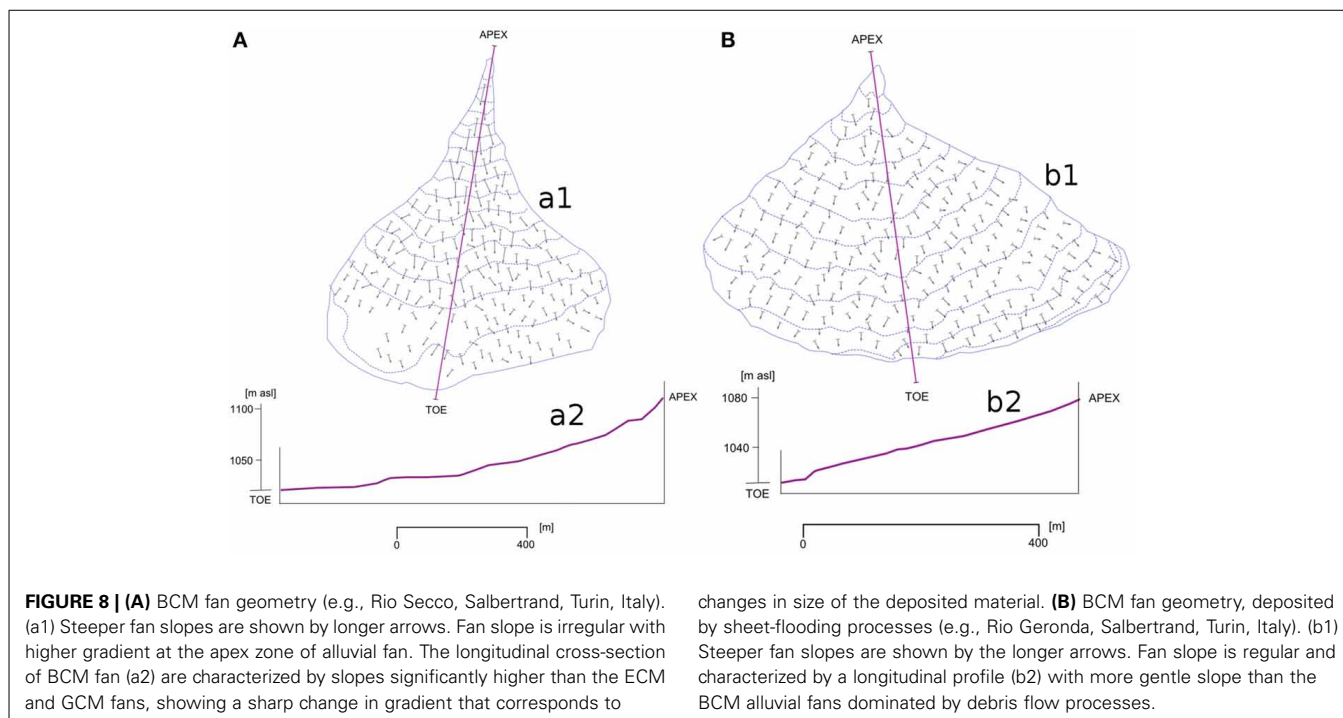 A
APEX
a1
TOE
[m asl]
1100
1050
TOE
a2
APEX
[m]
0 400
B
APEX
b1
TOE
[m asl]
1080
1040
TOE
b2
APEX
[m]
0 400
FIGURE 8 | (A) BCM fan geometry (e.g., Rio Secco, Salbertrand, Turin, Italy).
(a1) Steeper fan slopes are shown by longer arrows. Fan slope is irregular with
higher gradient at the apex zone of alluvial fan. The longitudinal cross-section
of BCM fan (a2) are characterized by slopes significantly higher than the ECM
and GCM fans, showing a sharp change in gradient that corresponds to
changes in size of the deposited material. (B) BCM fan geometry, deposited
by sheet-flooding processes (e.g., Rio Geronda, Salbertrand, Turin, Italy). (b1)
Steeper fan slopes are shown by the longer arrows. Fan slope is regular and
characterized by a longitudinal profile (b2) with more gentle slope than the
BCM alluvial fans dominated by debris flow processes.